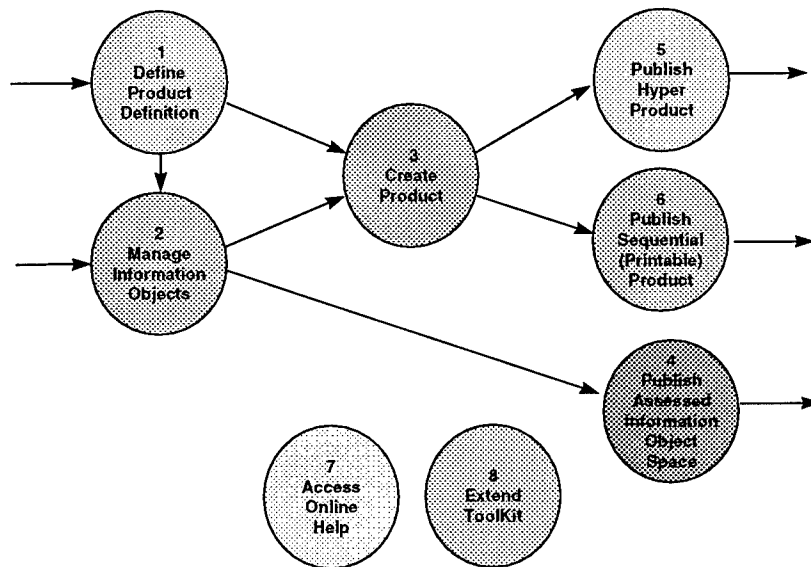 1
Define
Product
Definition
2
Manage
Information
Objects
3
Create
Product
5
Publish
Hyper
Product
6
Publish
Sequential
(Printable)
Product
4
Publish
Assessed
Information
Object
Space
7
Access
Online
Help
8
Extend
ToolKit